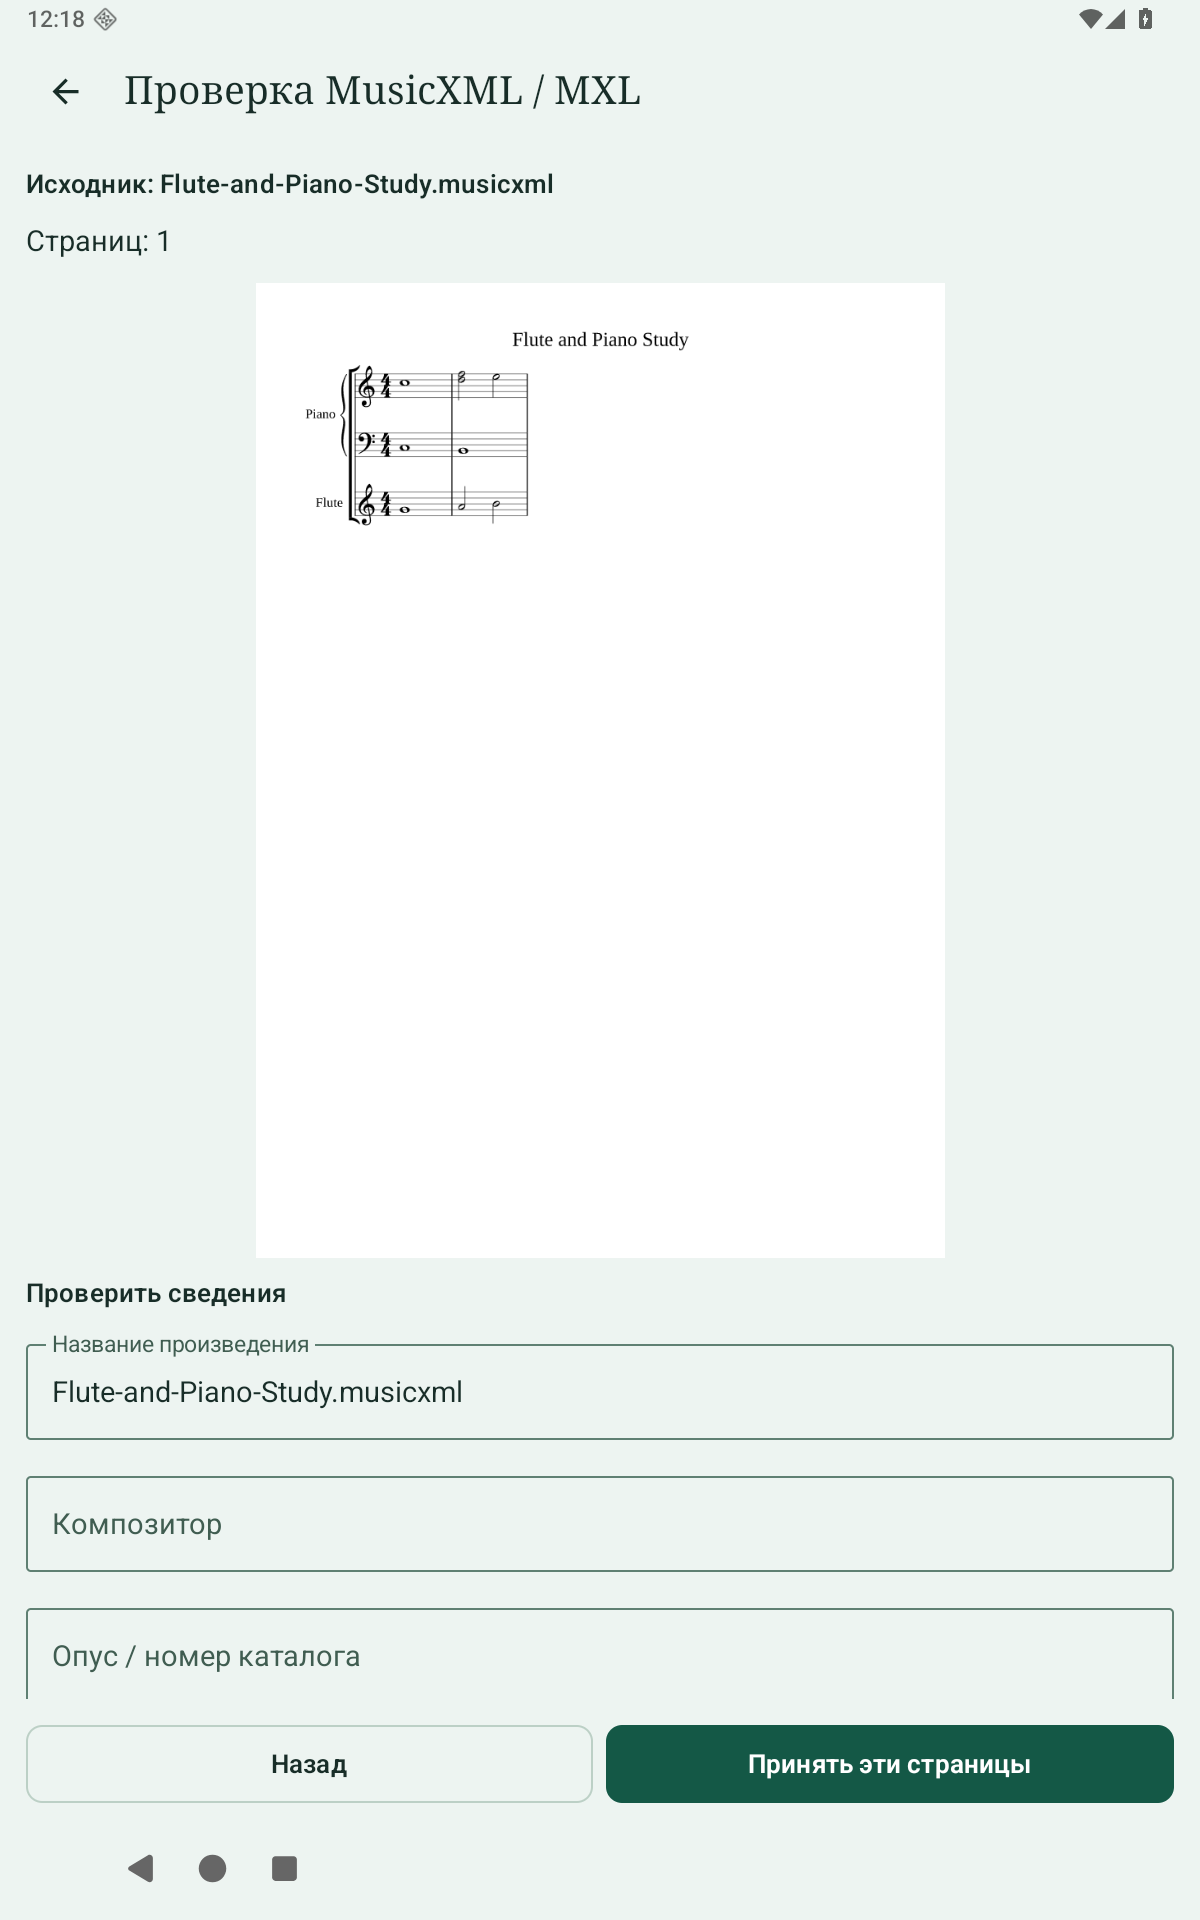 12:18
Проверка MusicXML / MXL
Исходник: Flute-and-Piano-Study.musicxml
Страниц: 1
Flute and Piano Study
Piano
Flute
Проверить сведения
Название произведения
Flute-and-Piano-Study.musicxml
Композитор
Опус / номер каталога
Назад
Принять эти страницы